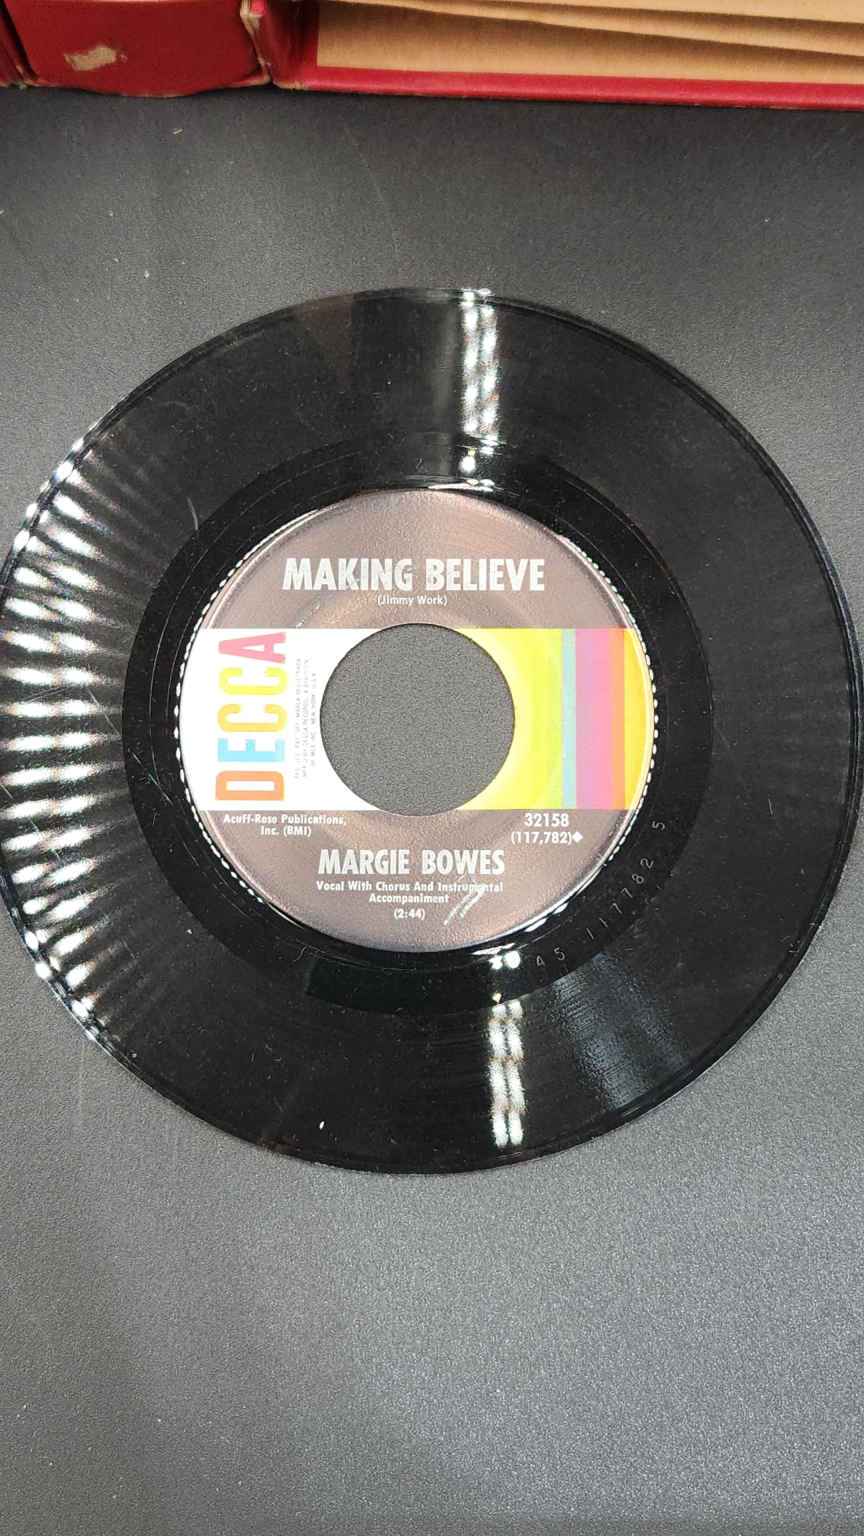 MAKING BELIEVE
(Jimmy Work)
DECCA
Acuff-Rose Publications,
Inc. (BMI)
32158
(117,782)◆
MARGIE BOWES
Vocal With Chorus And Instrumental
Accompaniment
(2:44)
45 117782 5